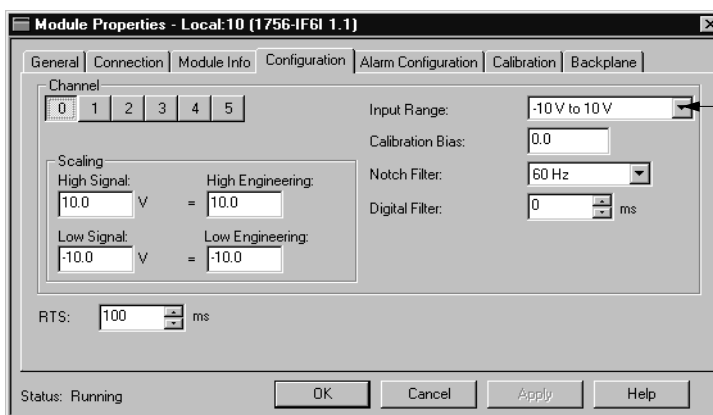 Module Properties - Local:10 (1756-IF6I 1.1)
General Connection Module Info Configuration Alarm Configuration Calibration Backplane
Channel
0 1 2 3 4 5
Input Range: -10 V to 10 V
Calibration Bias: 0.0
Scaling
Notch Filter: 60 Hz
High Signal: High Engineering:
10.0 V = 10.0
Digital Filter: 0 ms
Low Signal: Low Engineering:
-10.0 V = -10.0
RTS: 100 ms
Status: Running OK Cancel Apply Help